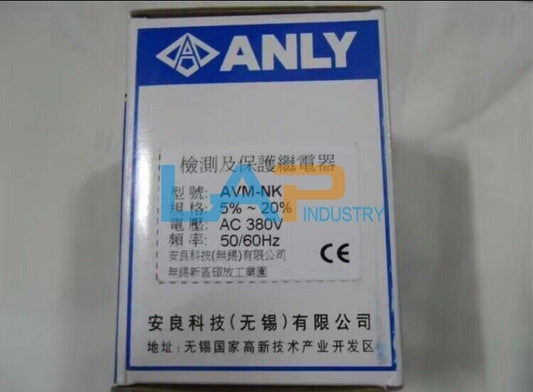 ANLY
檢測及保護繼電器
型號: AVM-NK
規格: 5% ~ 20%
電壓: AC 380V
頻率: 50/60Hz
安良科技(無錫)有限公司
無錫新區碩放工業園
CE
LAP
INDUSTRY
安良科技(无锡)有限公司
地址: 无锡国家高新技术产业开发区